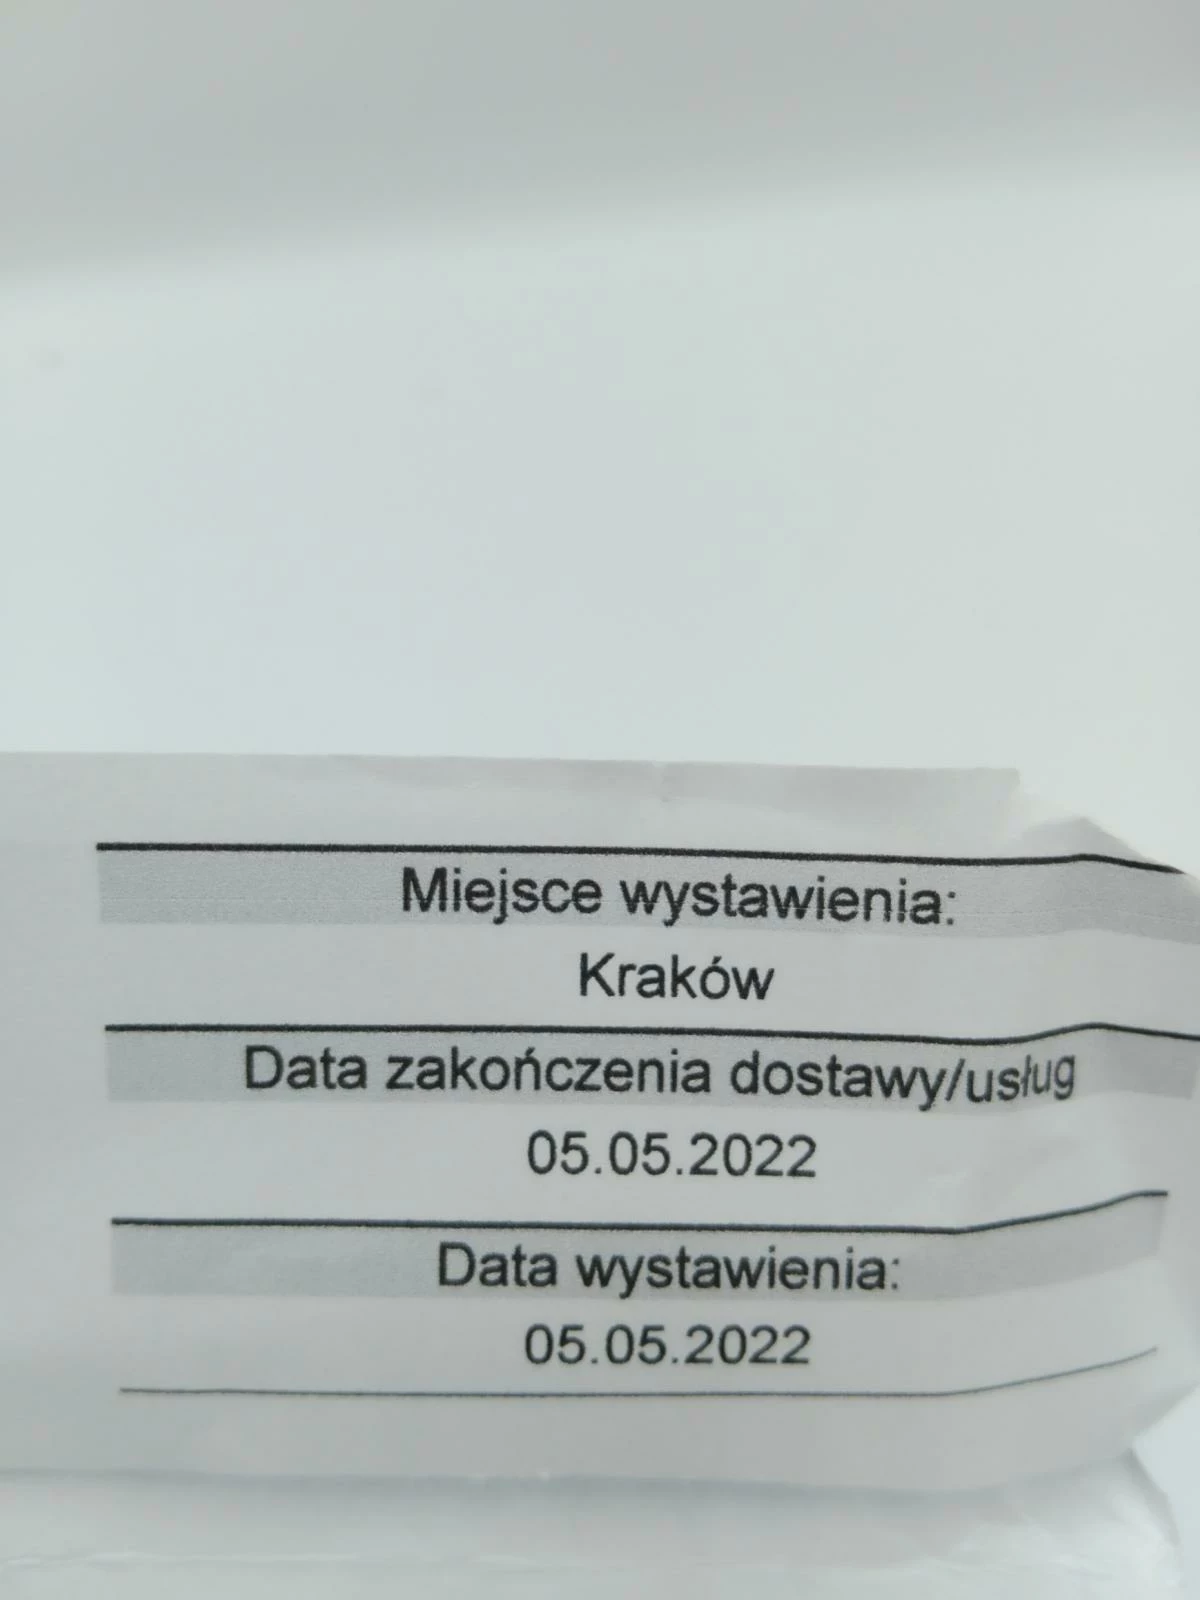 Miejsce wystawienia:
Kraków
Data zakończenia dostawy/usług
05.05.2022
Data wystawienia:
05.05.2022